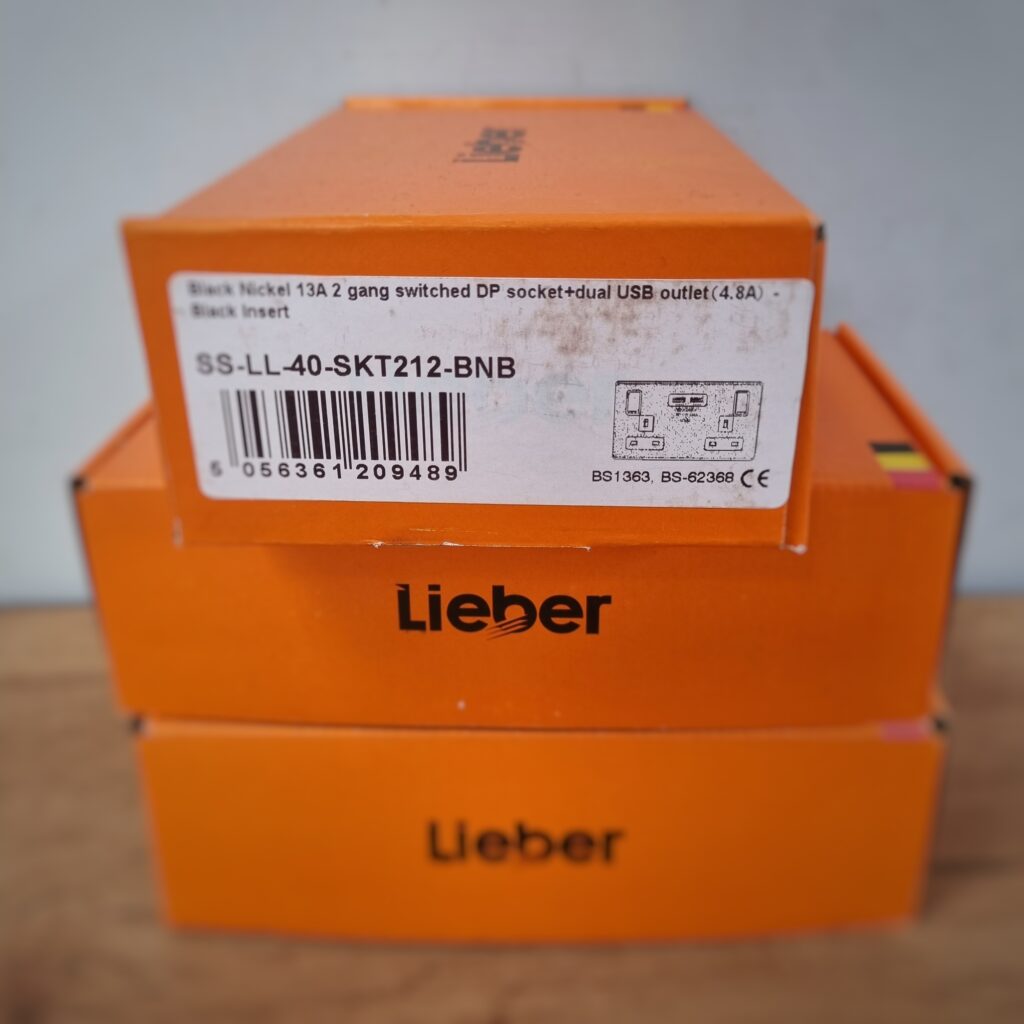 Lieber
Black Nickel 13A 2 gang switched DP socket+dual USB outlet(4.8A) -
Black Insert
SS-LL-40-SKT212-BNB
5 056361 209489
BS1363, BS-62368 CE
Lieber
Lieber